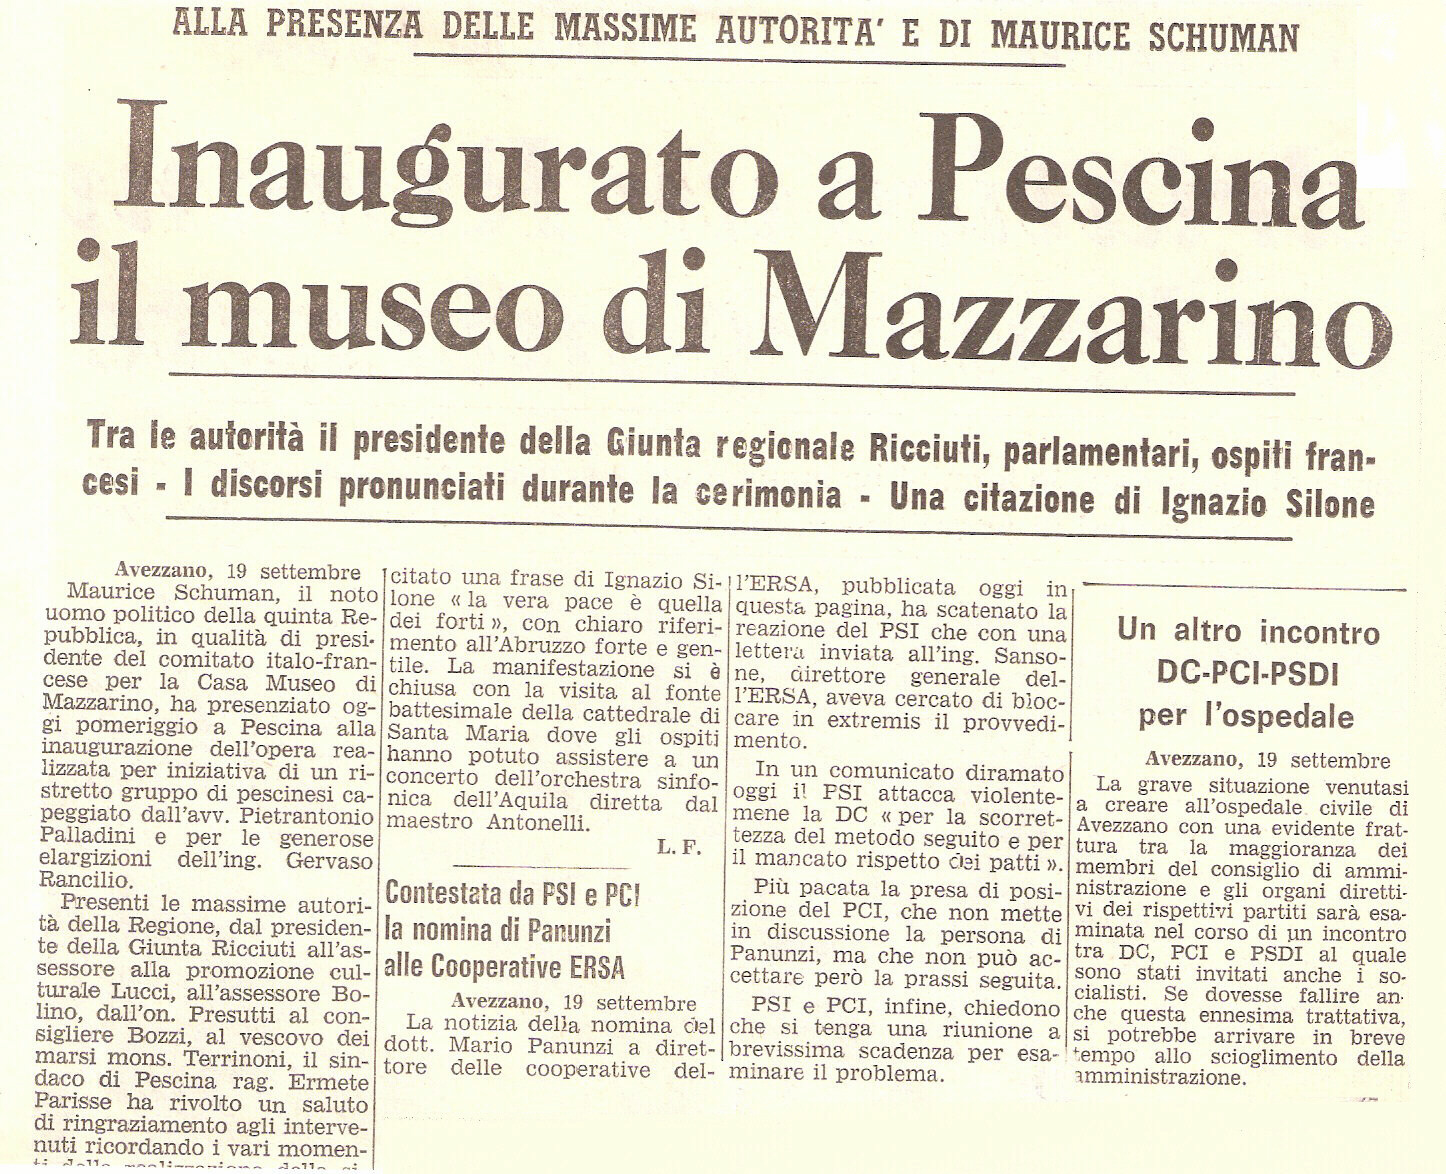 ALLA PRESENZA DELLE MASSIME AUTORITA' E DI MAURICE SCHUMAN
Inaugurato a Pescina
il museo di Mazzarino
Tra le autorità il presidente della Giunta regionale Ricciuti, parlamentari, ospiti fran-
cesi - I discorsi pronunciati durante la cerimonia - Una citazione di Ignazio Silone
Avezzano, 19 settembre
Maurice Schuman, il noto
uomo politico della quinta Re-
pubblica, in qualità di presi-
dente del comitato italo-fran-
cese per la Casa Museo di
Mazzarino, ha presenziato og-
gi pomeriggio a Pescina alla
inaugurazione dell'opera rea-
lizzata per iniziativa di un ri-
stretto gruppo di pescinesi ca-
peggiato dall'avv. Pietrantonio
Palladini e per le generose
elargizioni dell'ing. Gervaso
Rancilio.
Presenti le massime autori-
tà della Regione, dal presiden-
te della Giunta Ricciuti all'as-
sessore alla promozione cul-
turale Lucci, all'assessore Bo-
lino, dall'on. Presutti al con-
sigliere Bozzi, al vescovo dei
marsi mons. Terrinoni, il sin-
daco di Pescina rag. Ermete
Parisse ha rivolto un saluto
di ringraziamento agli interve-
nuti ricordando i vari momen-
citato una frase di Ignazio Si-
lone « la vera pace è quella
dei forti », con chiaro riferi-
mento all'Abruzzo forte e gen-
tile. La manifestazione si è
chiusa con la visita al fonte
battesimale della cattedrale di
Santa Maria dove gli ospiti
hanno potuto assistere a un
concerto dell'orchestra sinfo-
nica dell'Aquila diretta dal
maestro Antonelli.
L. F.
Contestata da PSI e PCI
la nomina di Panunzi
alle Cooperative ERSA
Avezzano, 19 settembre
La notizia della nomina del
dott. Mario Panunzi a diret-
tore delle cooperative del-
l'ERSA, pubblicata oggi in
questa pagina, ha scatenato la
reazione del PSI che con una
lettera inviata all'ing. Sanso-
ne, direttore generale del-
l'ERSA, aveva cercato di bloc-
care in extremis il provvedi-
mento.
In un comunicato diramato
oggi il PSI attacca violente-
mene la DC « per la scorret-
tezza del metodo seguito e per
il mancato rispetto dei patti ».
Più pacata la presa di posi-
zione del PCI, che non mette
in discussione la persona di
Panunzi, ma che non può ac-
cettare però la prassi seguita.
PSI e PCI, infine, chiedono
che si tenga una riunione a
brevissima scadenza per esa-
minare il problema.
Un altro incontro
DC-PCI-PSDI
per l'ospedale
Avezzano, 19 settembre
La grave situazione venutasi
a creare all'ospedale civile di
Avezzano con una evidente frat-
tura tra la maggioranza dei
membri del consiglio di ammi-
nistrazione e gli organi diretti-
vi dei rispettivi partiti sarà esa-
minata nel corso di un incontro
tra DC, PCI e PSDI al quale
sono stati invitati anche i so-
cialisti. Se dovesse fallire an-
che questa ennesima trattativa,
si potrebbe arrivare in breve
tempo allo scioglimento della
amministrazione.